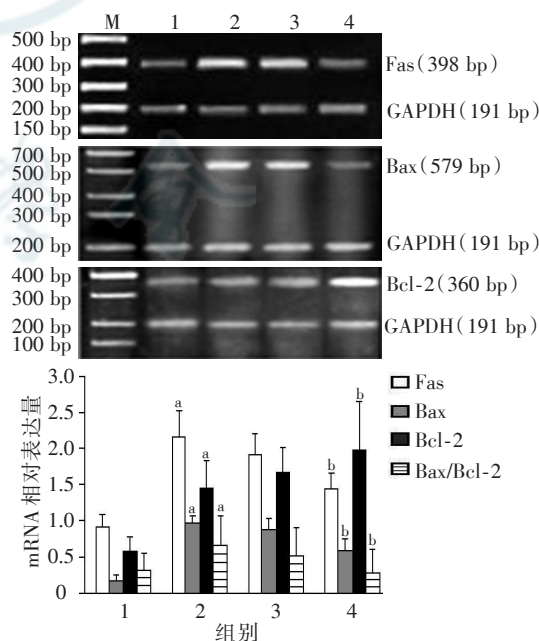 M 1 2 3 4
500 bp
400 bp
300 bp
200 bp
150 bp
Fas(398 bp)
GAPDH(191 bp)
700 bp
500 bp
400 bp
300 bp
200 bp
Bax(579 bp)
GAPDH(191 bp)
400 bp
300 bp
200 bp
100 bp
Bcl-2(360 bp)
GAPDH(191 bp)
mRNA 相对表达量
3.0
2.5
2.0
1.5
1.0
0.5
0
a
a
a
a
b
b
b
b
Fas
Bax
Bcl-2
Bax/Bcl-2
1 2 3 4
组别